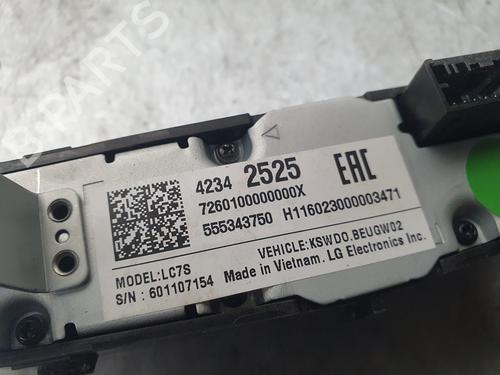 B-PARTS
4234 2525
7260100000000X
555343750 H116023000003471
EAC
VEHICLE:KSWDO.BEUGW02
MODEL:LC7S
S/N : 601107154 Made in Vietnam. LG Electronics Inc.